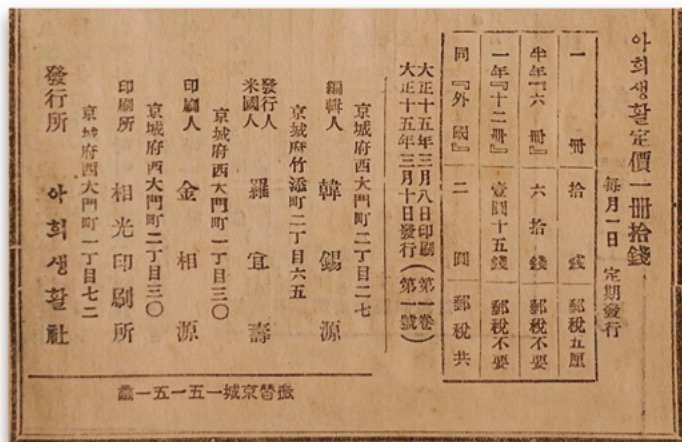 아희생활定價一冊拾錢
每月一日 定期發行
一冊 拾錢 郵稅五厘
半年『六冊』 六拾錢 郵稅不要
一年『十二冊』 壹圓十五錢 郵稅不要
同『外國』 二圓 郵稅共
大正十五年三月八日印刷(第一卷)
大正十五年三月十日發行(第一號)
京城府西大門町二丁目二七
編輯人 韓錫源
京城府竹添町二丁目六五
發行人
米國人 羅宜壽
京城府西大門町一丁目三〇
印刷人 金相源
京城府西大門町二丁目三〇
印刷所 相光印刷所
京城府西大門町一丁目七二
發行所 아희생활社
振替京城一五一五一番